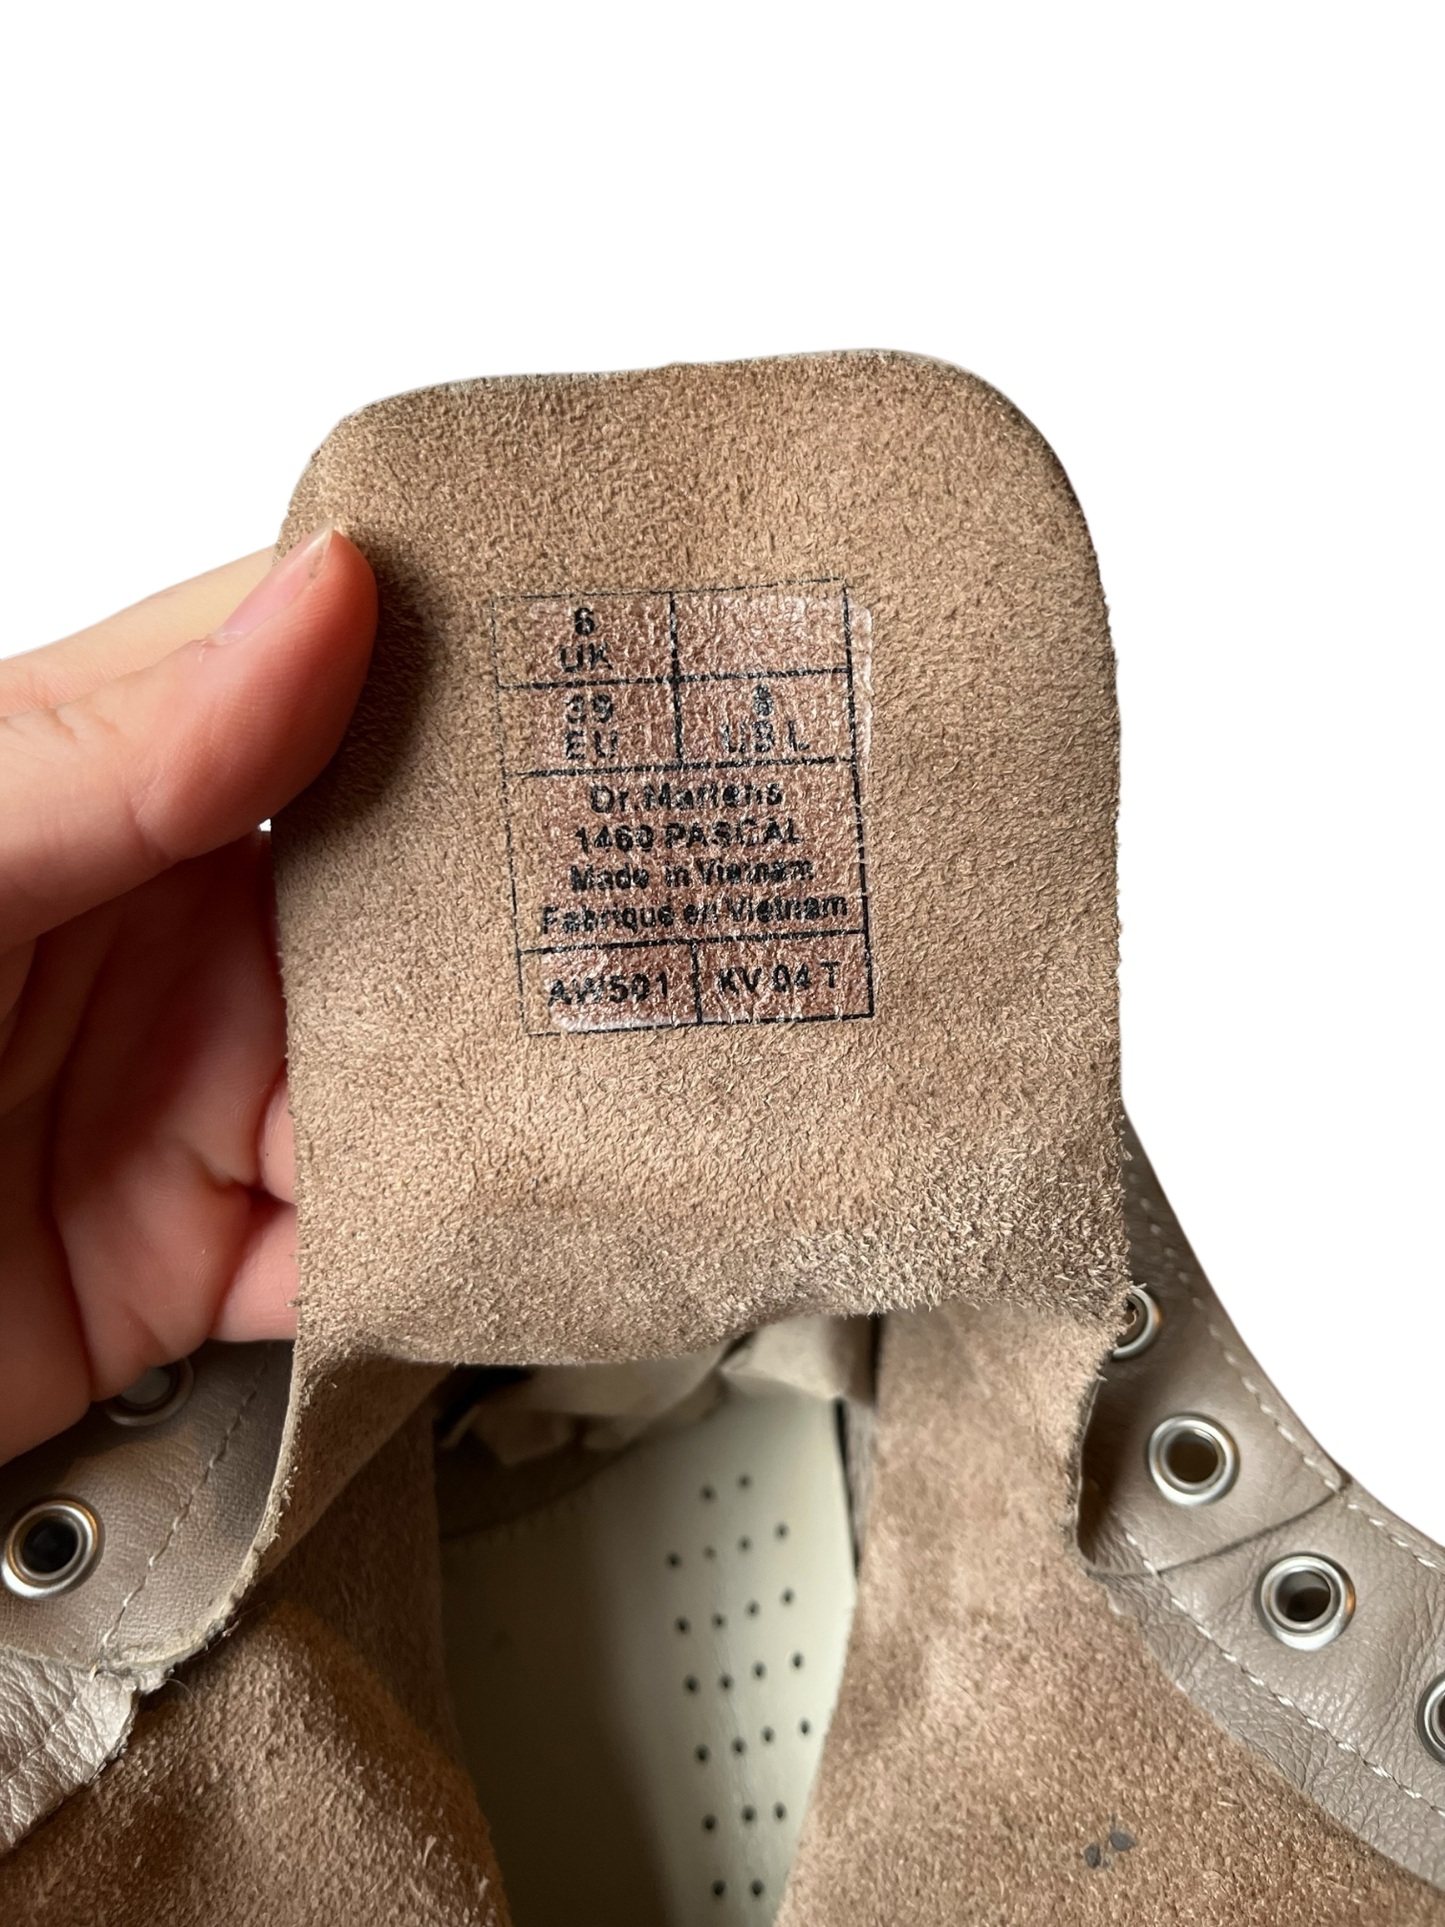 6
UK
39
EU
8
US L
Dr.Martens
1460 PASCAL
Made in Vietnam
Fabriqué en Vietnam
AW501
KV 04 T